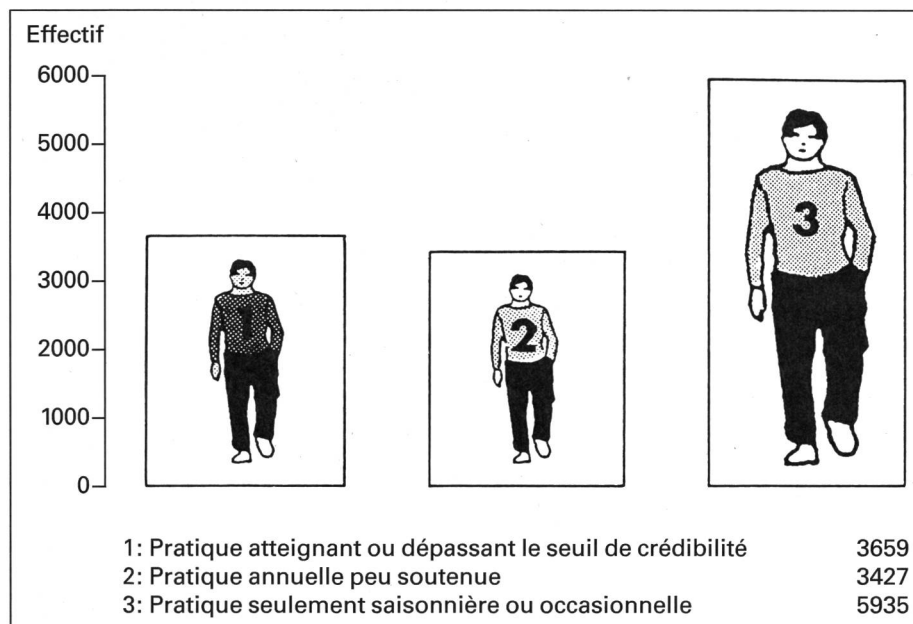 Effectif
6000
5000
4000
3000
2000
1000
0
1
2
3
1: Pratique atteignant ou dépassant le seuil de crédibilité 3659
2: Pratique annuelle peu soutenue 3427
3: Pratique seulement saisonnière ou occasionnelle 5935